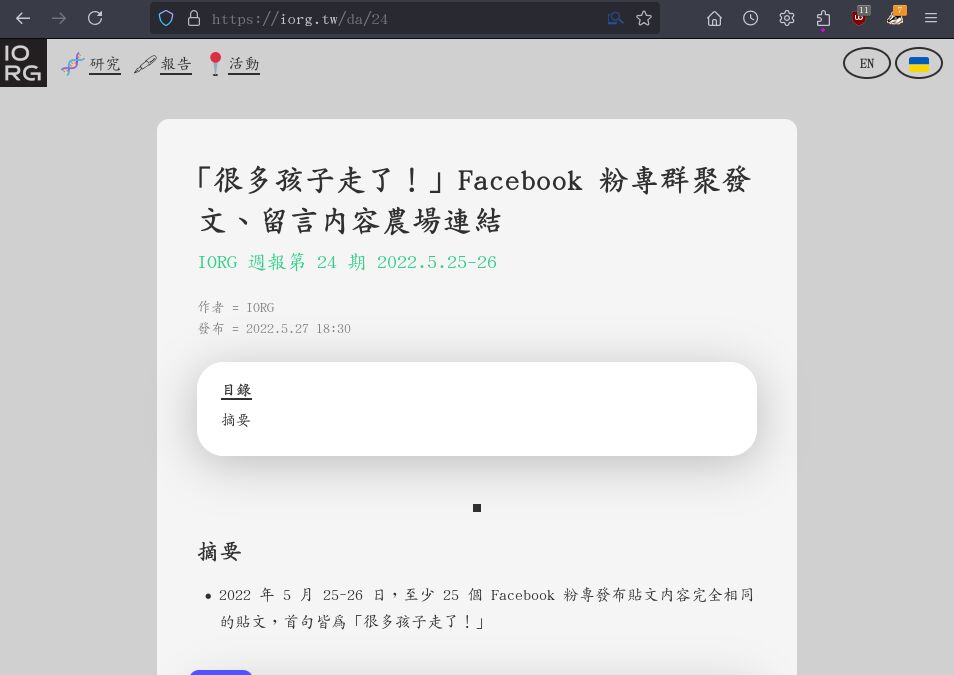 https://iorg.tw/da/24
11
7
IO
RG
研究
報告
活動
EN
「很多孩子走了！」Facebook 粉專群聚發
文、留言內容農場連結
IORG 週報第 24 期 2022.5.25-26
作者 = IORG
發布 = 2022.5.27 18:30
目錄
摘要
摘要
• 2022 年 5 月 25-26 日，至少 25 個 Facebook 粉專發布貼文內容完全相同
的貼文，首句皆為「很多孩子走了！」